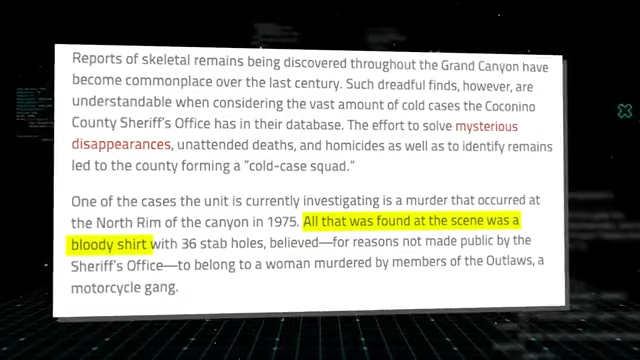 Reports of skeletal remains being discovered throughout the Grand Canyon have
become commonplace over the last century. Such dreadful finds, however, are
understandable when considering the vast amount of cold cases the Coconino
County Sheriff's Office has in their database. The effort to solve mysterious
disappearances, unattended deaths, and homicides as well as to identify remains
led to the county forming a "cold-case squad."
One of the cases the unit is currently investigating is a murder that occurred at
the North Rim of the canyon in 1975. All that was found at the scene was a
bloody shirt with 36 stab holes, believed—for reasons not made public by the
Sheriff's Office—to belong to a woman murdered by members of the Outlaws, a
motorcycle gang.